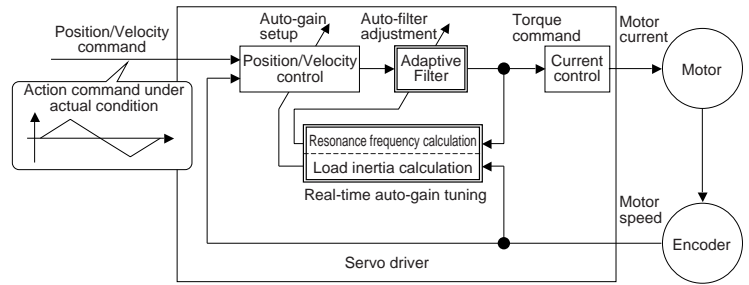 Position/Velocity
command
Action command under
actual condition
Auto-gain
setup
Auto-filter
adjustment
Torque
command
Motor
current
Position/Velocity
control
Adaptive
Filter
Current
control
Motor
Resonance frequency calculation
Load inertia calculation
Real-time auto-gain tuning
Motor
speed
Encoder
Servo driver